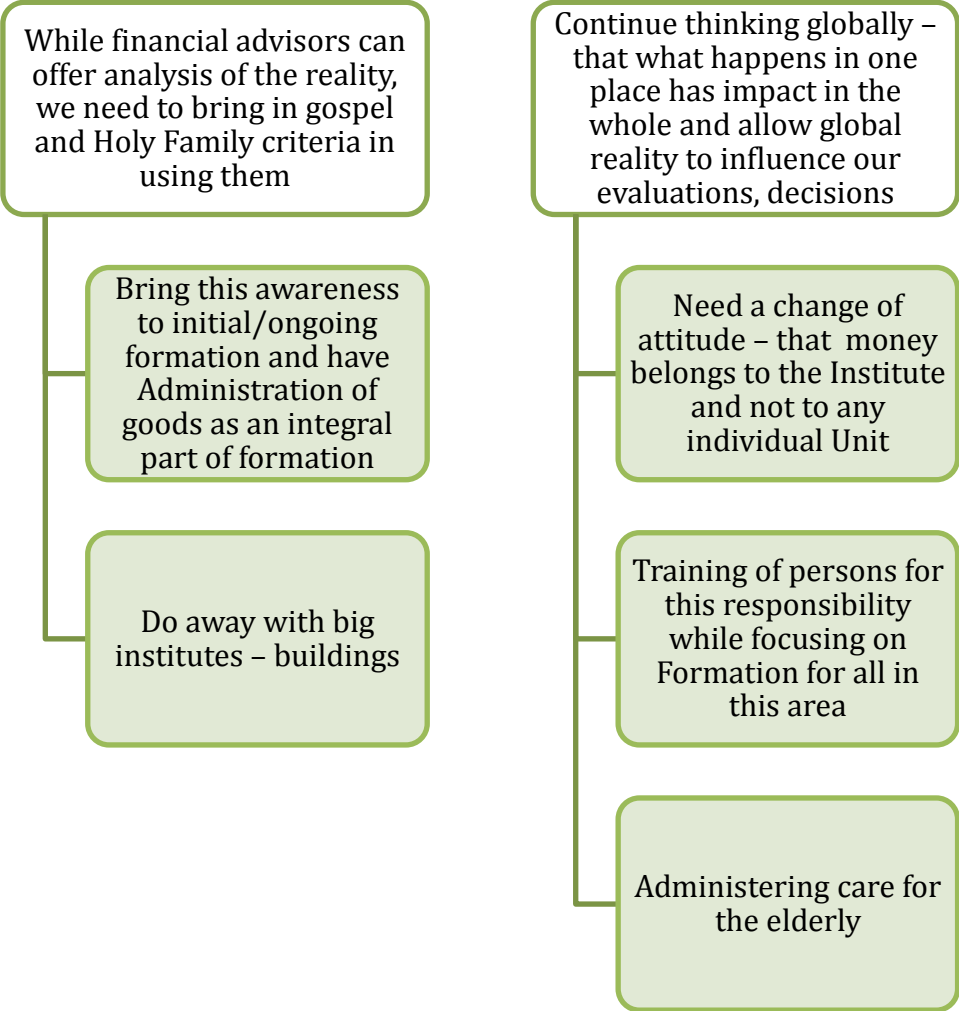 While financial advisors can
offer analysis of the reality,
we need to bring in gospel
and Holy Family criteria in
using them
Bring this awareness
to initial/ongoing
formation and have
Administration of
goods as an integral
part of formation
Do away with big
institutes – buildings
Continue thinking globally –
that what happens in one
place has impact in the
whole and allow global
reality to influence our
evaluations, decisions
Need a change of
attitude – that  money
belongs to the Institute
and not to any
individual Unit
Training of persons for
this responsibility
while focusing on
Formation for all in
this area
Administering care for
the elderly